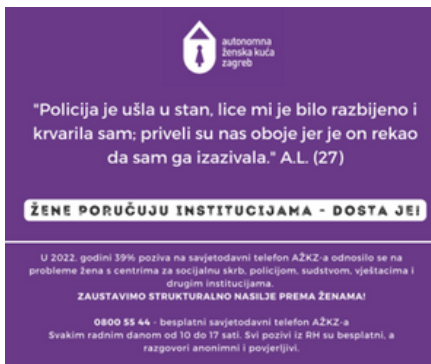 autonomna
ženska kuća
zagreb
"Policija je ušla u stan, lice mi je bilo razbijeno i
krvarila sam; priveli su nas oboje jer je on rekao
da sam ga izazivala." A.L. (27)
ŽENE PORUČUJU INSTITUCIJAMA - DOSTA JE!
U 2022. godini 39% poziva na savjetodavni telefon AŽKZ-a odnosilo se na
probleme žena s centrima za socijalnu skrb, policijom, sudstvom, vještacima i
drugim institucijama.
ZAUSTAVIMO STRUKTURALNO NASILJE PREMA ŽENAMA!
0800 55 44 - besplatni savjetodavni telefon AŽKZ-a
Svakim radnim danom od 10 do 17 sati. Svi pozivi iz RH su besplatni, a
razgovori anonimni i povjerljivi.